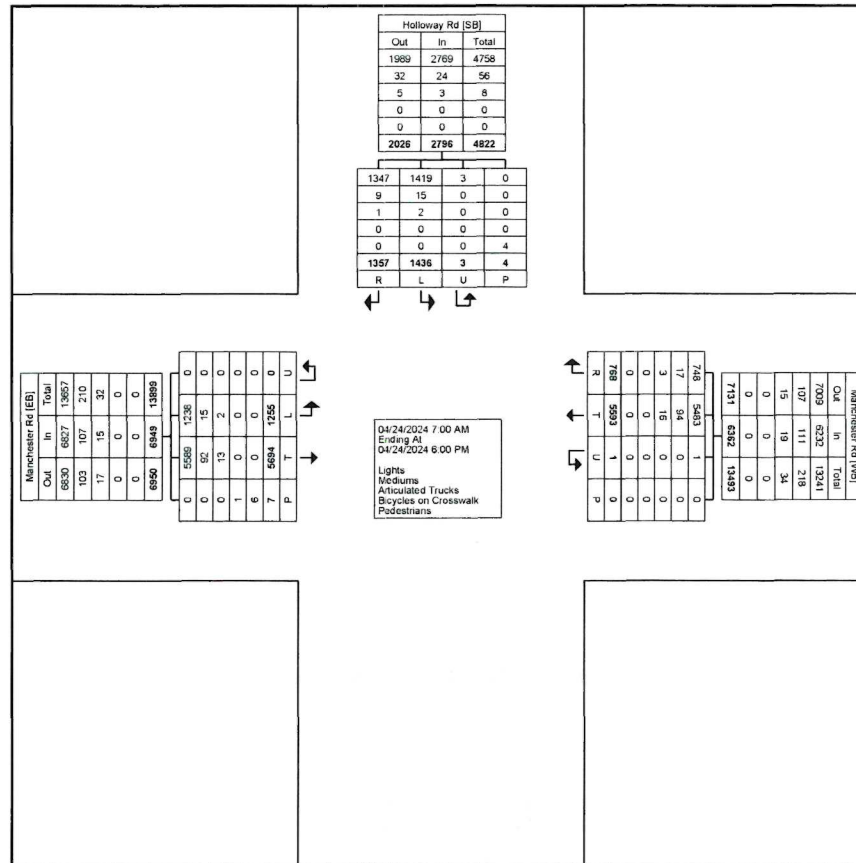 Holloway Rd [SB]
Out In Total
1989 2769 4758
32 24 56
5 3 8
0 0 0
0 0 0
2026 2796 4822
1347 1419 3 0
9 15 0 0
1 2 0 0
0 0 0 0
0 0 0 4
1357 1436 3 4
R L U P
Manchester Rd [EB]
Out In Total
6830 6827 13657
103 107 210
17 15 32
0 0 0
0 0 0
6950 6949 13899
0 5589 1238 0
0 92 15 0
0 13 2 0
1 0 0 0
6 0 0 0
7 5694 1255 0
P T L U
04/24/2024 7:00 AM
Ending At
04/24/2024 6:00 PM
Lights
Mediums
Articulated Trucks
Bicycles on Crosswalk
Pedestrians
Manchester Rd [WB]
Out In Total
7009 6232 13241
107 111 218
15 19 34
0 0 0
0 0 0
7131 6362 13493
748 5483 1 0
17 94 0 0
3 16 0 0
0 0 0 0
0 0 0 0
768 5593 1 0
R T U P